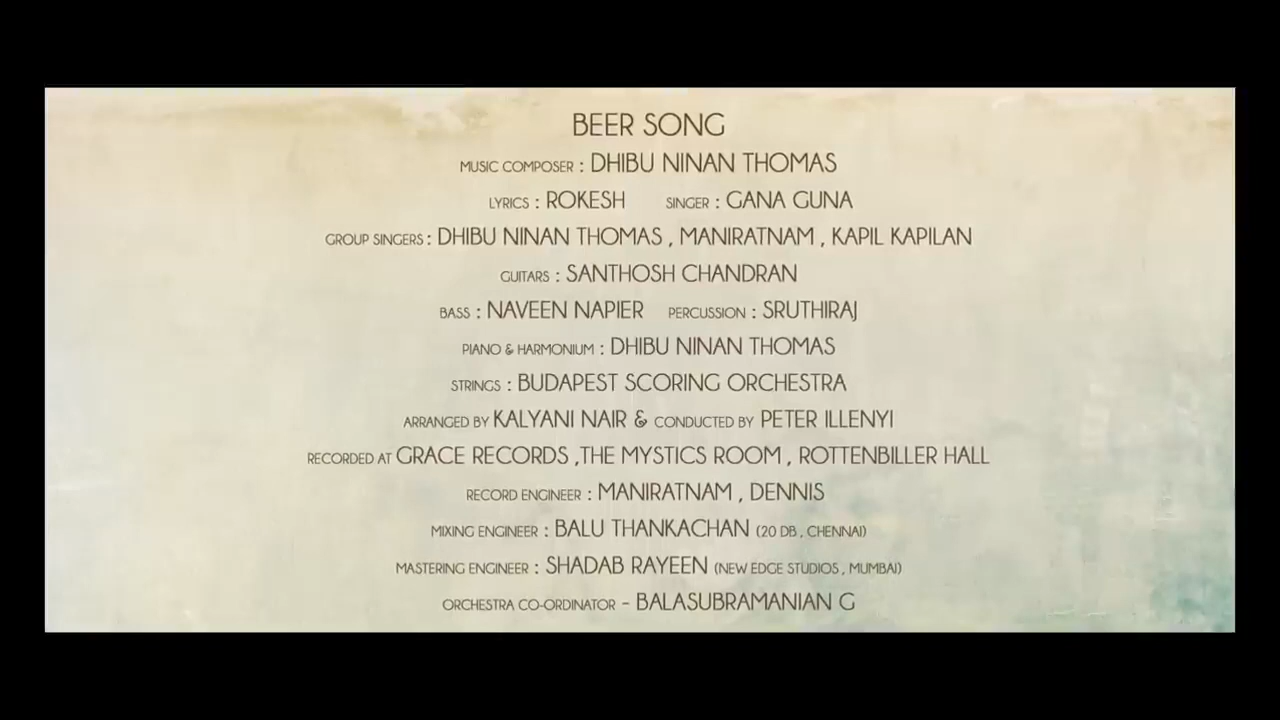 BEER SONG
MUSIC COMPOSER : DHIBU NINAN THOMAS
LYRICS : ROKESH SINGER : GANA GUNA
GROUP SINGERS : DHIBU NINAN THOMAS , MANIRATNAM , KAPIL KAPILAN
GUITARS : SANTHOSH CHANDRAN
BASS : NAVEEN NAPIER PERCUSSION : SRUTHIRAJ
PIANO & HARMONIUM : DHIBU NINAN THOMAS
STRINGS : BUDAPEST SCORING ORCHESTRA
ARRANGED BY KALYANI NAIR & CONDUCTED BY PETER ILLENYI
RECORDED AT GRACE RECORDS ,THE MYSTICS ROOM , ROTTENBILLER HALL
RECORD ENGINEER : MANIRATNAM , DENNIS
MIXING ENGINEER : BALU THANKACHAN (20 DB , CHENNAI)
MASTERING ENGINEER : SHADAB RAYEEN (NEW EDGE STUDIOS , MUMBAI)
ORCHESTRA CO-ORDINATOR - BALASUBRAMANIAN G